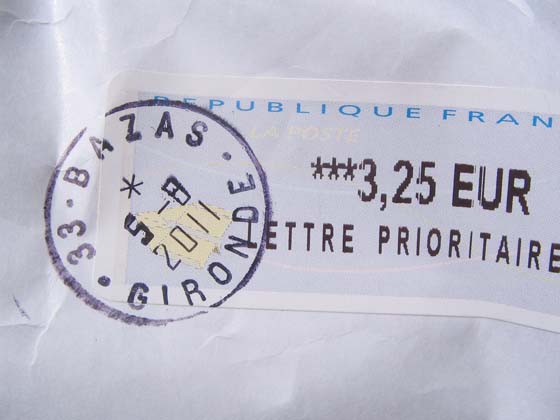 REPUBLIQUE FRAN
LA POSTE
***3,25 EUR
LETTRE PRIORITAIRE
33 - BAZAS
*
5 -8
2011
GIRONDE